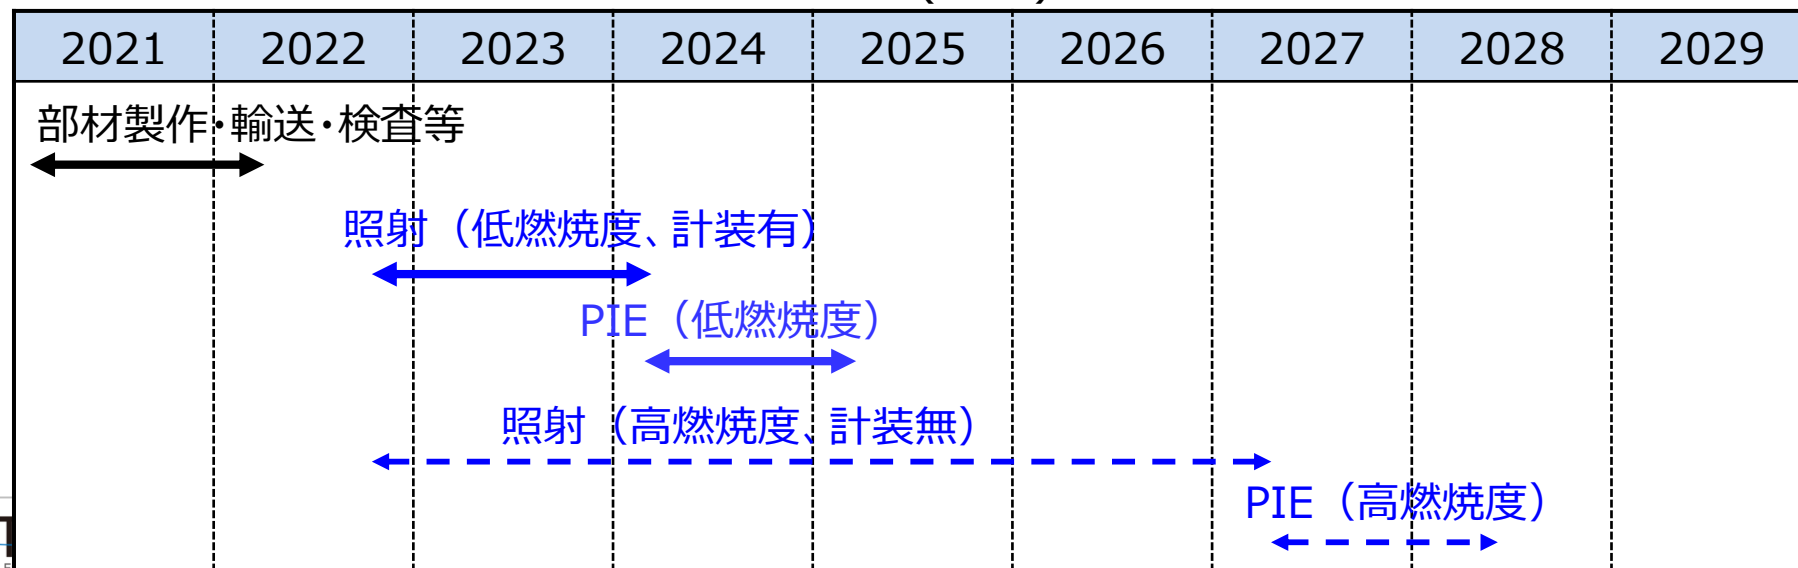 2021 2022 2023 2024 2025 2026 2027 2028 2029
部材製作・輸送・検査等
照射（低燃焼度、計装有）
PIE（低燃焼度）
照射（高燃焼度、計装無）
PIE（高燃焼度）